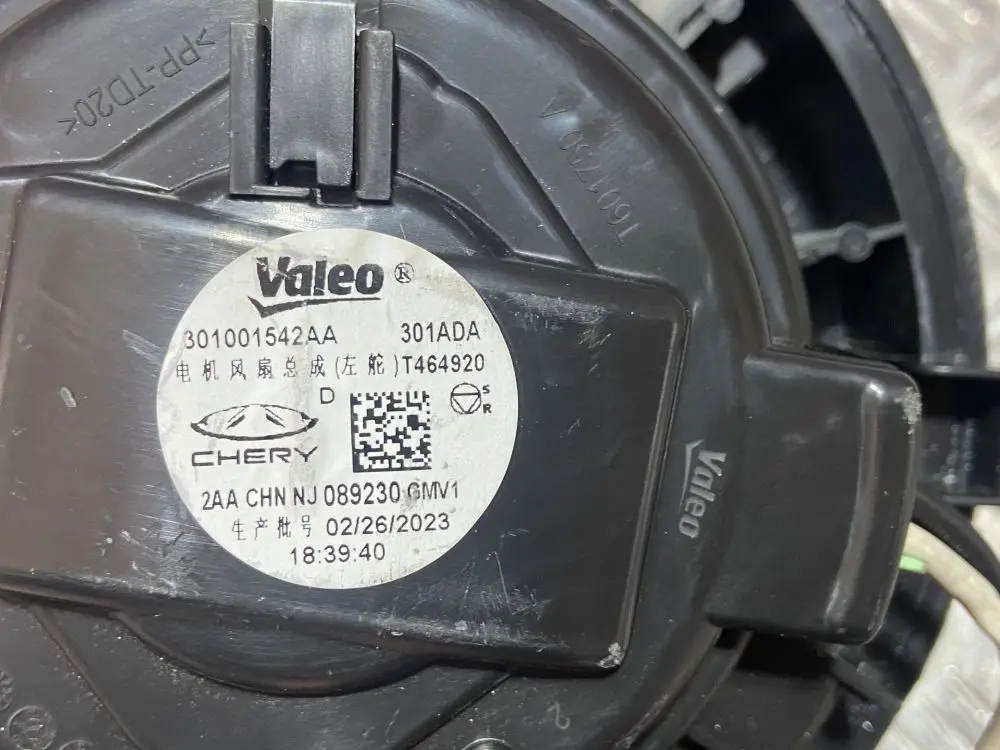 >PP-TD20<
T601750 A
Valeo ®
301001542AA 301ADA
电机风扇总成(左舵) T464920
D
S
R
CHERY
2AA CHN NJ 089230 GMV1
生产批号 02/26/2023
18:39:40
Valeo